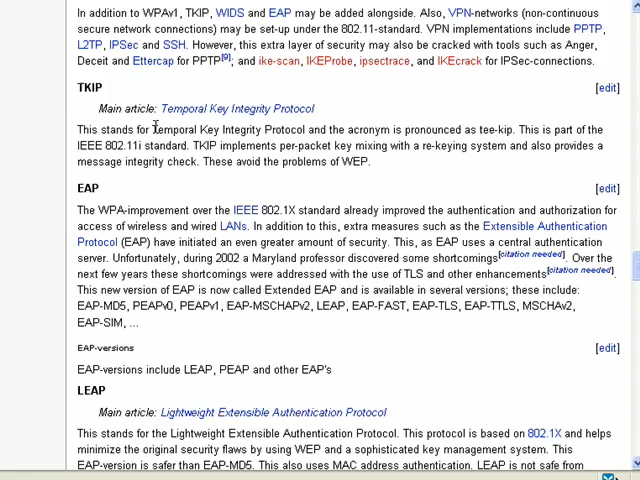 In addition to WPAv1, TKIP, WIDS and EAP may be added alongside. Also, VPN-networks (non-continuous
secure network connections) may be set-up under the 802.11-standard. VPN implementations include PPTP,
L2TP, IPSec and SSH. However, this extra layer of security may also be cracked with tools such as Anger,
Deceit and Ettercap for PPTP[9]; and ike-scan, IKEProbe, ipsectrace, and IKEcrack for IPSec-connections.
TKIP [edit]
Main article: Temporal Key Integrity Protocol
This stands for Temporal Key Integrity Protocol and the acronym is pronounced as tee-kip. This is part of the
IEEE 802.11i standard. TKIP implements per-packet key mixing with a re-keying system and also provides a
message integrity check. These avoid the problems of WEP.
EAP [edit]
The WPA-improvement over the IEEE 802.1X standard already improved the authentication and authorization for
access of wireless and wired LANs. In addition to this, extra measures such as the Extensible Authentication
Protocol (EAP) have initiated an even greater amount of security. This, as EAP uses a central authentication
server. Unfortunately, during 2002 a Maryland professor discovered some shortcomings[citation needed]. Over the
next few years these shortcomings were addressed with the use of TLS and other enhancements[citation needed].
This new version of EAP is now called Extended EAP and is available in several versions; these include:
EAP-MD5, PEAPv0, PEAPv1, EAP-MSCHAPv2, LEAP, EAP-FAST, EAP-TLS, EAP-TTLS, MSCHAv2,
EAP-SIM, ...
EAP-versions [edit]
EAP-versions include LEAP, PEAP and other EAP's
LEAP
Main article: Lightweight Extensible Authentication Protocol
This stands for the Lightweight Extensible Authentication Protocol. This protocol is based on 802.1X and helps
minimize the original security flaws by using WEP and a sophisticated key management system. This
EAP-version is safer than EAP-MD5. This also uses MAC address authentication. LEAP is not safe from